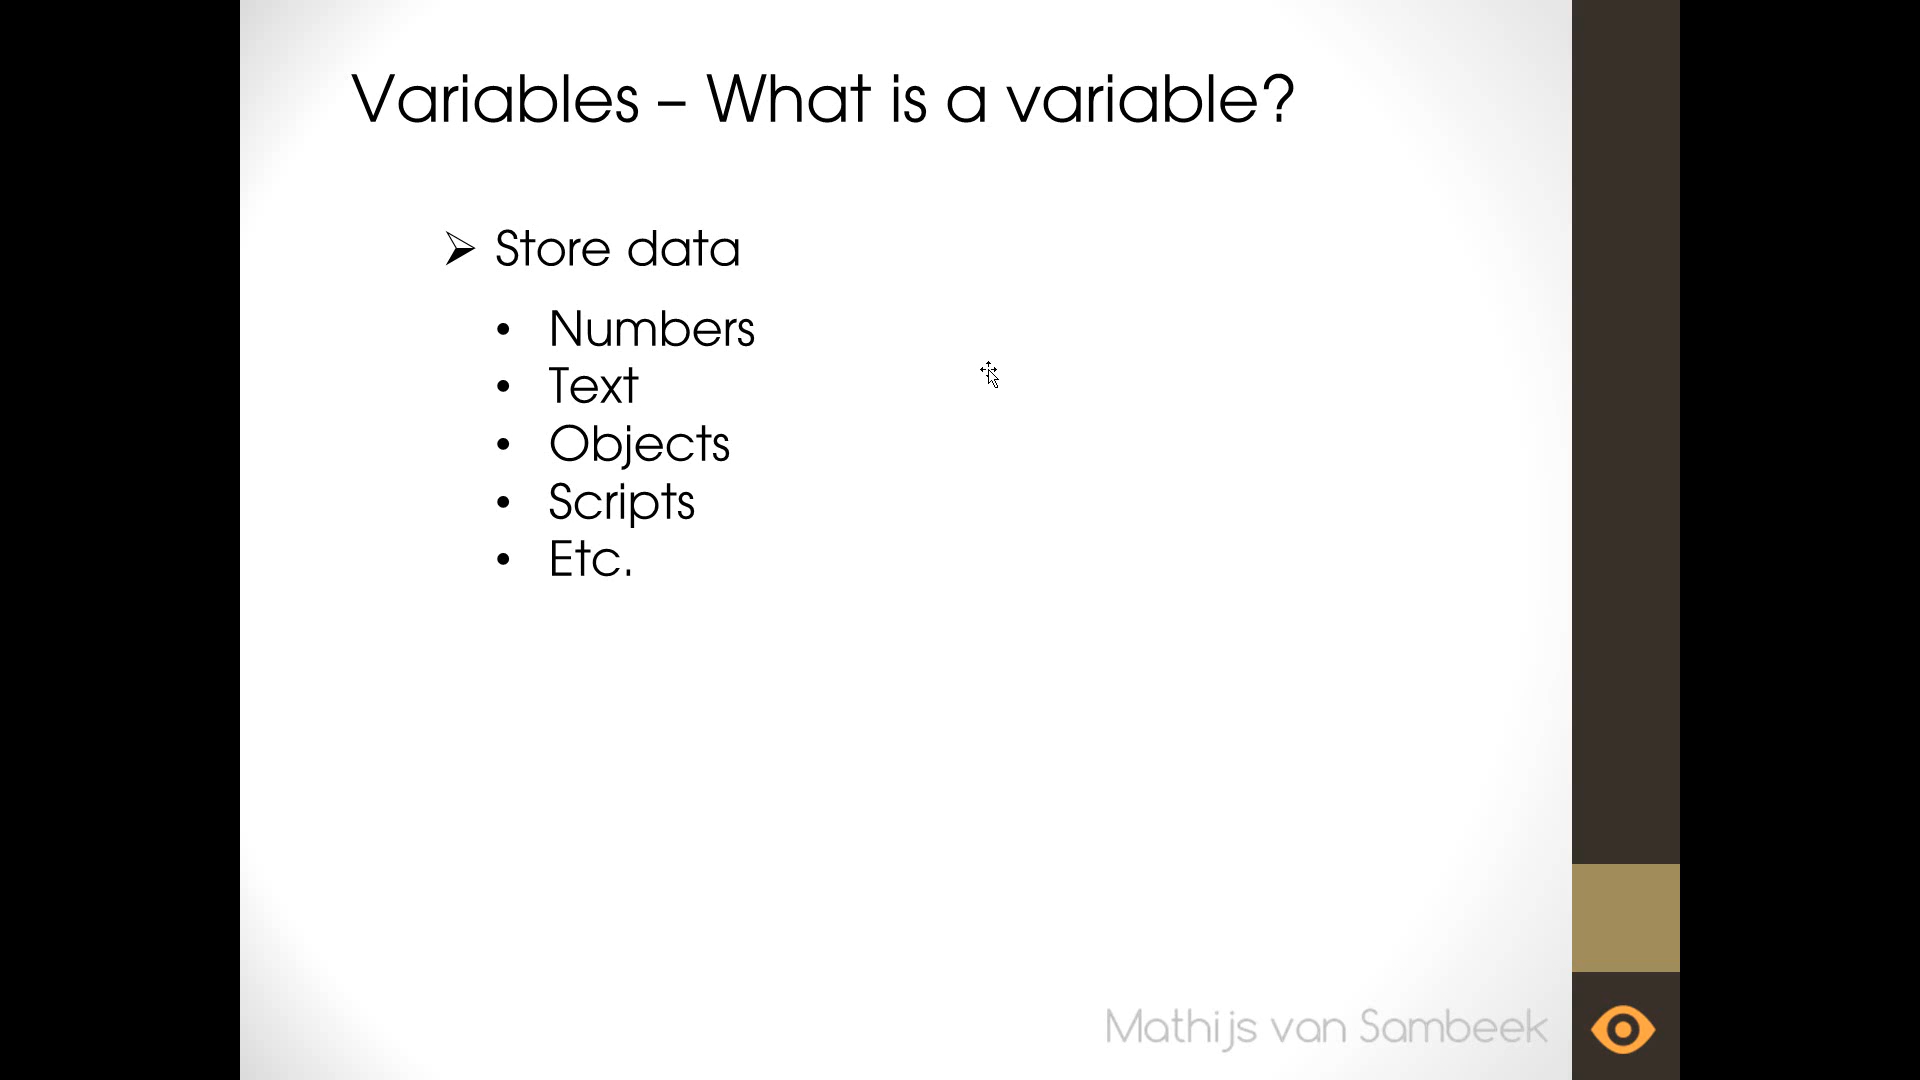 Variables – What is a variable?
➢ Store data
• Numbers
• Text
• Objects
• Scripts
• Etc.
Mathijs van Sambeek